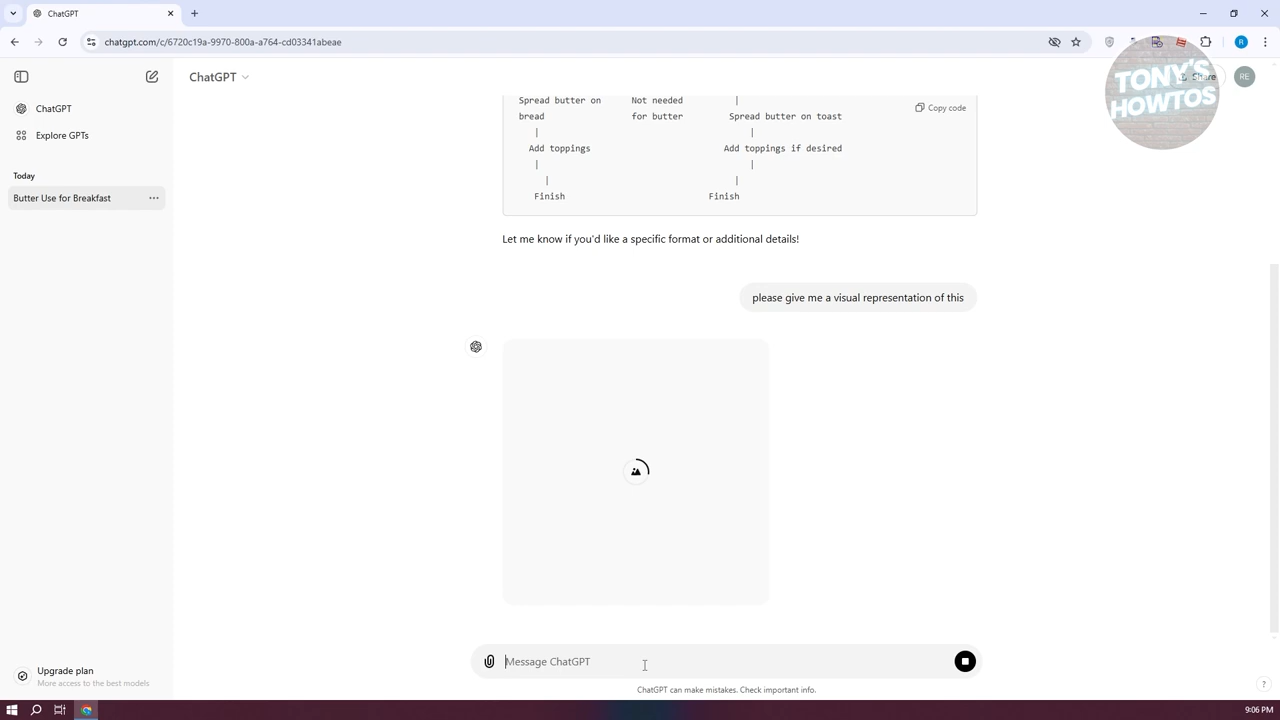 ChatGPT
chatgpt.com/c/6720c19a-9970-800a-a764-cd03341abeae
R
TONY'S
HOWTOS
ChatGPT
Share
RE
ChatGPT
Explore GPTs
Today
Butter Use for Breakfast
Copy code
Spread butter on Not needed |
bread for butter Spread butter on toast
| |
Add toppings Add toppings if desired
| |
| |
Finish Finish
Let me know if you'd like a specific format or additional details!
please give me a visual representation of this
Message ChatGPT
ChatGPT can make mistakes. Check important info.
?
Upgrade plan
More access to the best models
9:06 PM